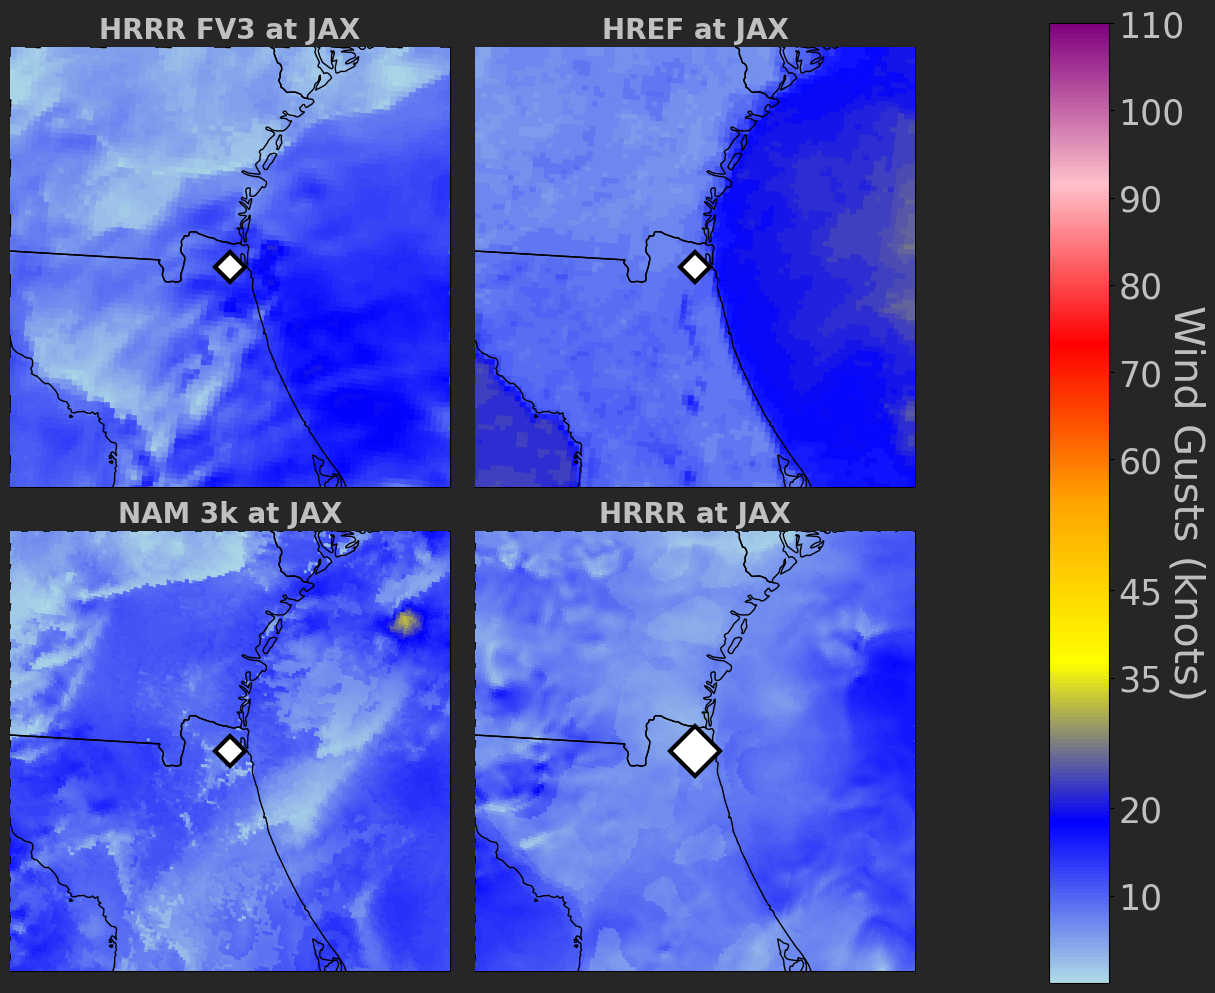 HRRR FV3 at JAX
HREF at JAX
NAM 3k at JAX
HRRR at JAX
110
100
90
80
70
60
45
35
20
10
Wind Gusts (knots)